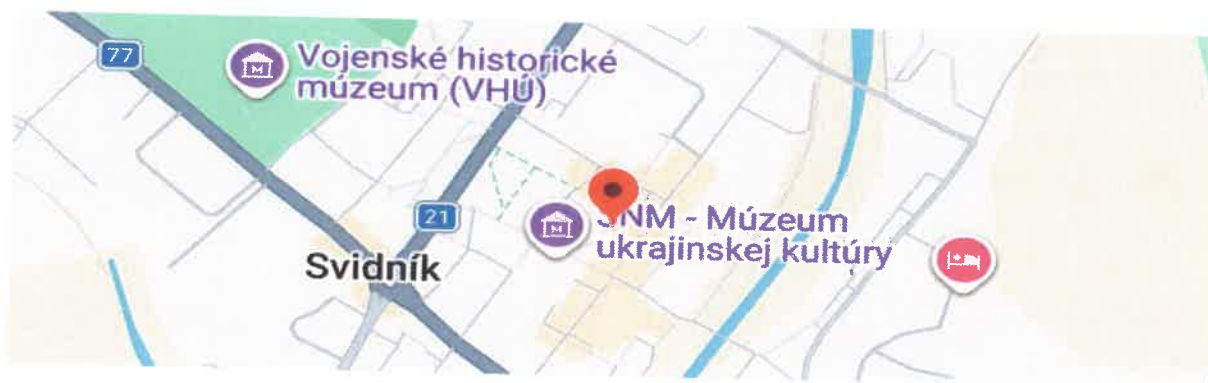 77
Vojenské historické
múzeum (VHÚ)
21
SNM - Múzeum
ukrajinskej kultúry
Svidník